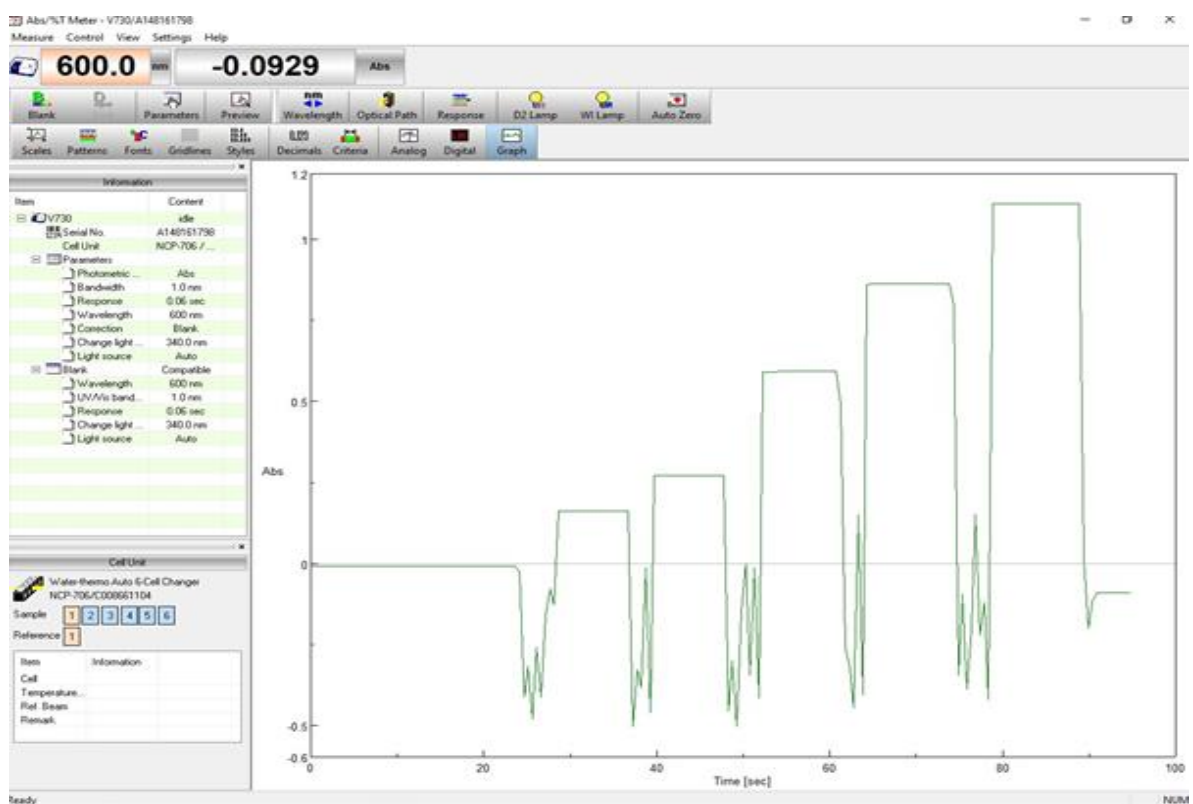 Abs/%T Meter - V730/A148161798
Measure Control View Settings Help
600.0 nm -0.0929 Abs
Blank Parameters Preview Wavelength Optical Path Response D2 Lamp WI Lamp Auto Zero
Scales Patterns Fonts Gridlines Styles Decimals Criteria Analog Digital Graph
Information
Item Content
V730 idle
Serial No. A148161798
Cell Unit NCP-706 / ...
Parameters
Photometric ... Abs
Bandwidth 1.0 nm
Response 0.06 sec
Wavelength 600 nm
Correction Blank
Change light ... 340.0 nm
Light source Auto
Blank Compatible
Wavelength 600 nm
UV/Vis band... 1.0 nm
Response 0.06 sec
Change light ... 340.0 nm
Light source Auto
Cell Unit
Water-thermo Auto 6-Cell Changer
NCP-706/C008661104
Sample 1 2 3 4 5 6
Reference 1
Item Information
Cell
Temperature...
Ref. Beam
Remark
1.2
1
0.5
Abs
0
-0.5
-0.6
0 20 40 60 80 100
Time [sec]
Ready NUM